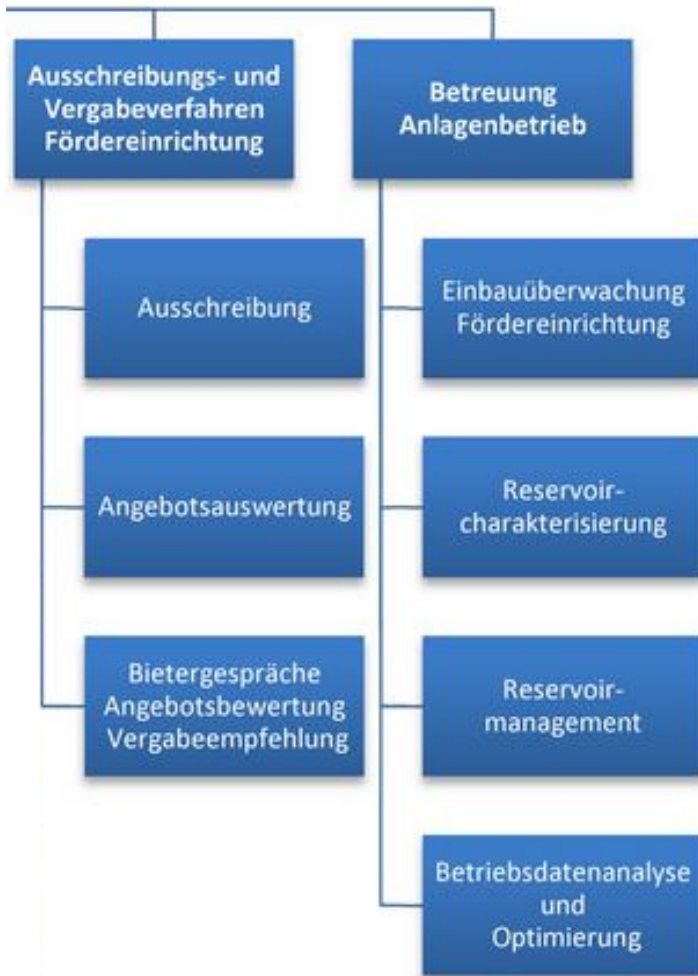 Ausschreibungs- und
Vergabeverfahren
Fördereinrichtung
Ausschreibung
Angebotsauswertung
Bietergespräche
Angebotsbewertung
Vergabeempfehlung
Betreuung
Anlagenbetrieb
Einbauüberwachung
Fördereinrichtung
Reservoir-
charakterisierung
Reservoir-
management
Betriebsdatenanalyse
und
Optimierung